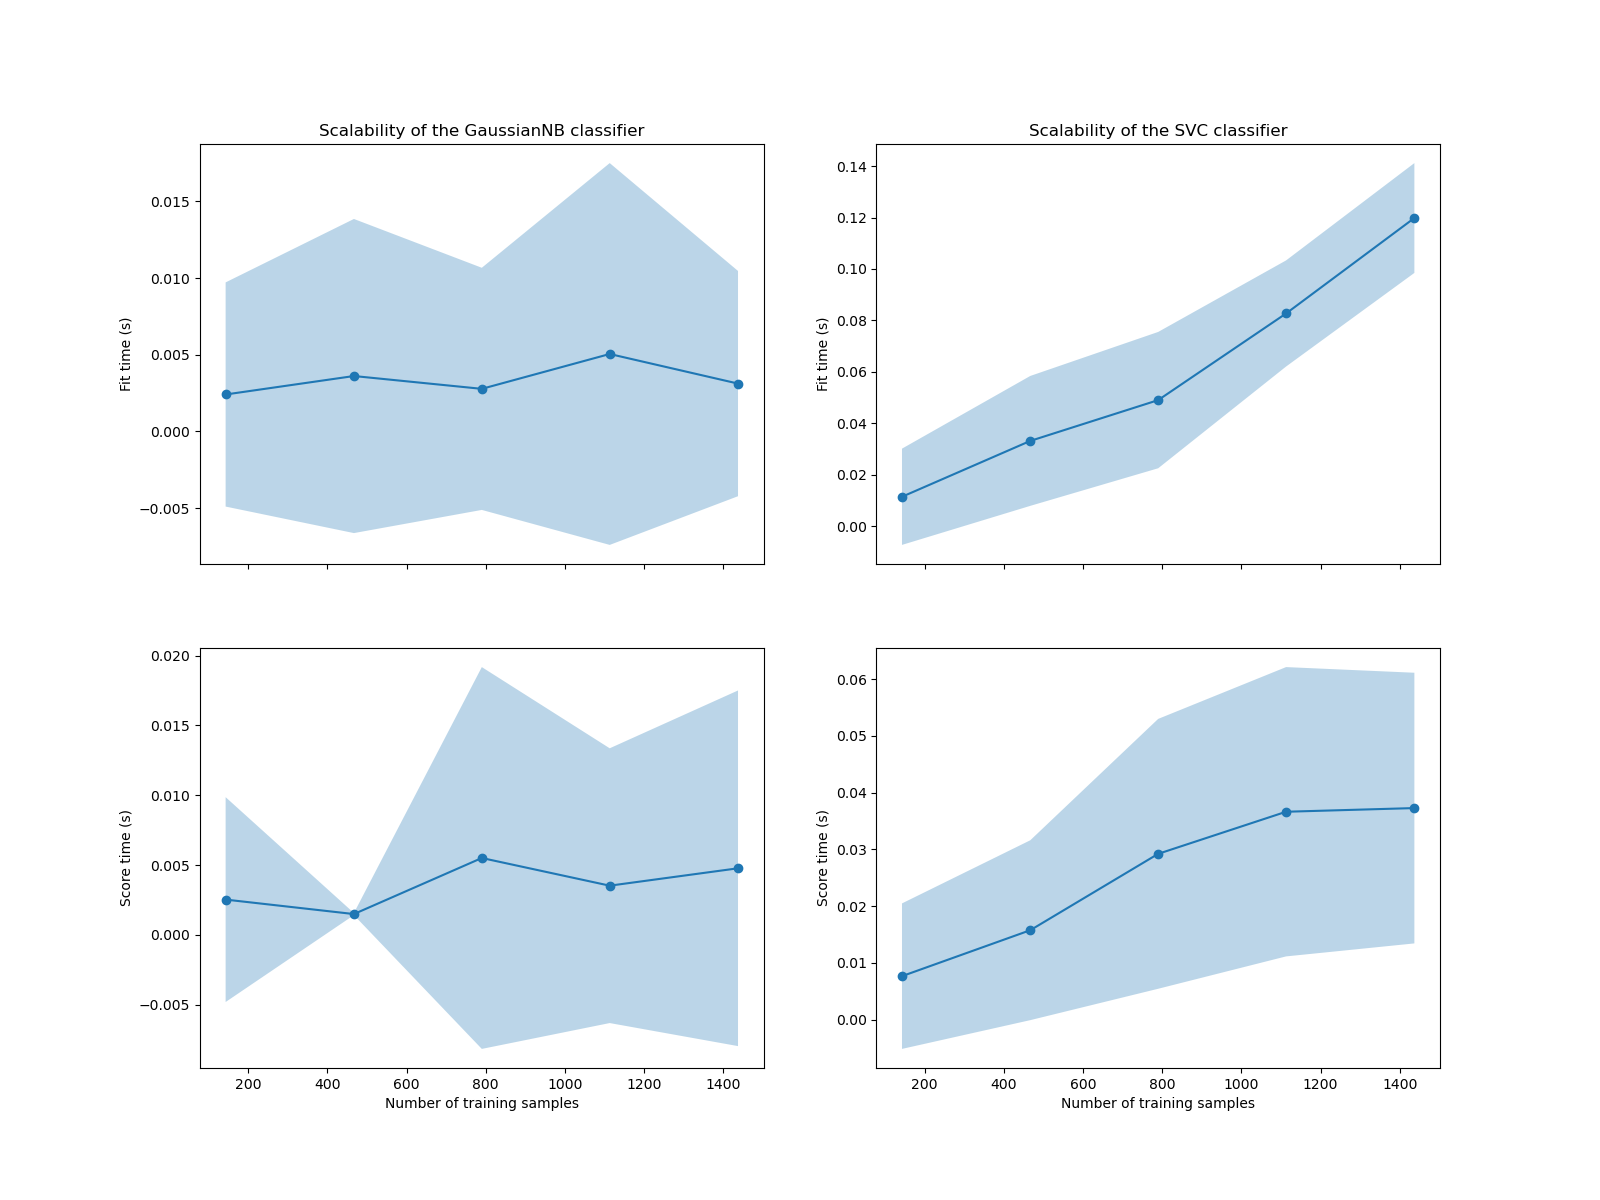 Scalability of the GaussianNB classifier
0.015
0.010
0.005
0.000
−0.005
Fit time (s)
Scalability of the SVC classifier
0.14
0.12
0.10
0.08
0.06
0.04
0.02
0.00
Fit time (s)
0.020
0.015
0.010
0.005
0.000
−0.005
Score time (s)
200 400 600 800 1000 1200 1400
Number of training samples
0.06
0.05
0.04
0.03
0.02
0.01
0.00
Score time (s)
200 400 600 800 1000 1200 1400
Number of training samples